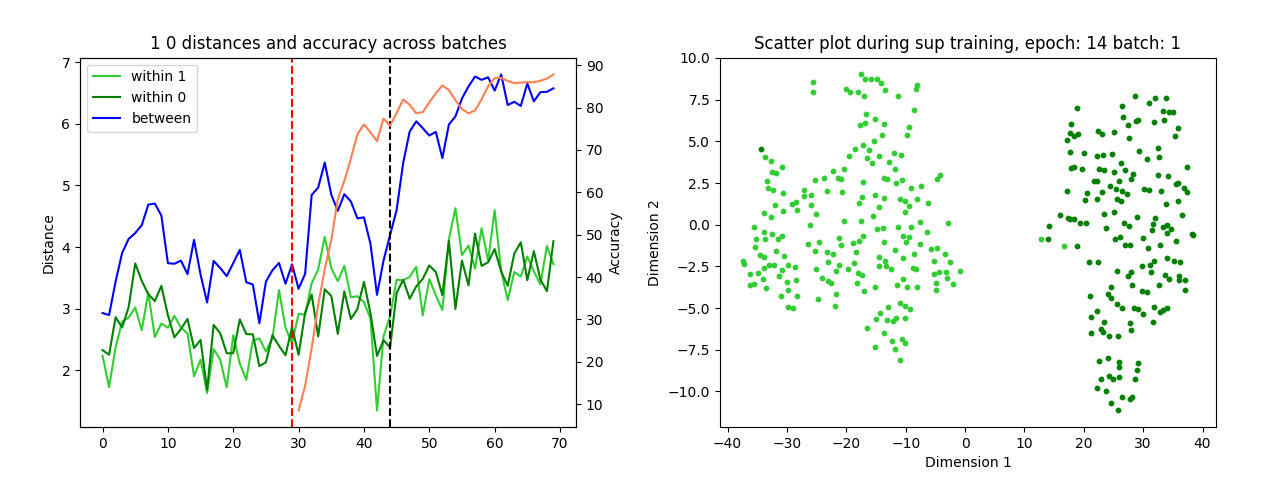 1 0 distances and accuracy across batches
within 1
within 0
between
Distance
7
6
5
4
3
2
0 10 20 30 40 50 60 70
90
80
70
60
50
40
30
20
10
Accuracy
Scatter plot during sup training, epoch: 14 batch: 1
Dimension 2
10.0
7.5
5.0
2.5
0.0
−2.5
−5.0
−7.5
−10.0
−40 −30 −20 −10 0 10 20 30 40
Dimension 1